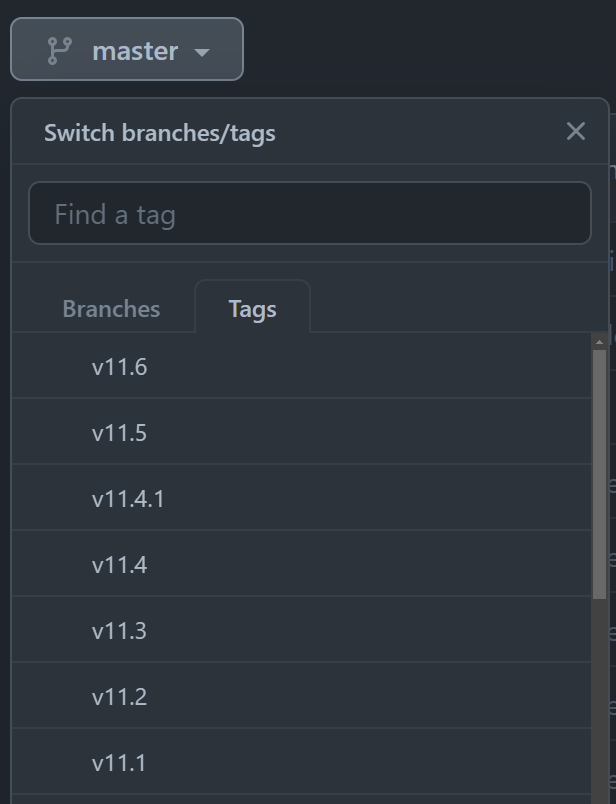 master
Switch branches/tags
Find a tag
Branches Tags
v11.6
v11.5
v11.4.1
v11.4
v11.3
v11.2
v11.1